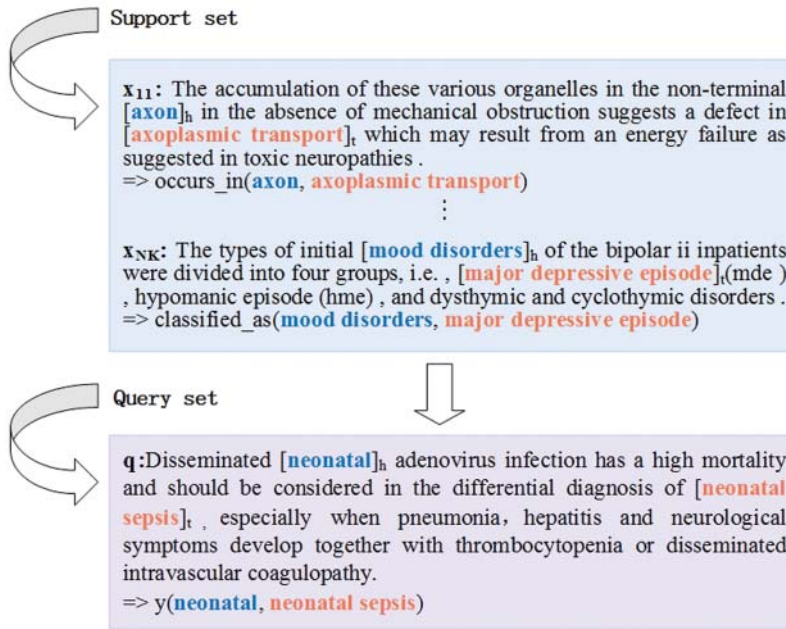 Support set
x₁₁: The accumulation of these various organelles in the non-terminal
[axon]ₕ in the absence of mechanical obstruction suggests a defect in
[axoplasmic transport]ₜ which may result from an energy failure as
suggested in toxic neuropathies .
=> occurs_in(axon, axoplasmic transport)
⋮
x_NK: The types of initial [mood disorders]ₕ of the bipolar ii inpatients
were divided into four groups, i.e. , [major depressive episode]ₜ(mde )
, hypomanic episode (hme) , and dysthymic and cyclothymic disorders .
=> classified_as(mood disorders, major depressive episode)
Query set
q:Disseminated [neonatal]ₕ adenovirus infection has a high mortality
and should be considered in the differential diagnosis of [neonatal
sepsis]ₜ , especially when pneumonia, hepatitis and neurological
symptoms develop together with thrombocytopenia or disseminated
intravascular coagulopathy.
=> y(neonatal, neonatal sepsis)